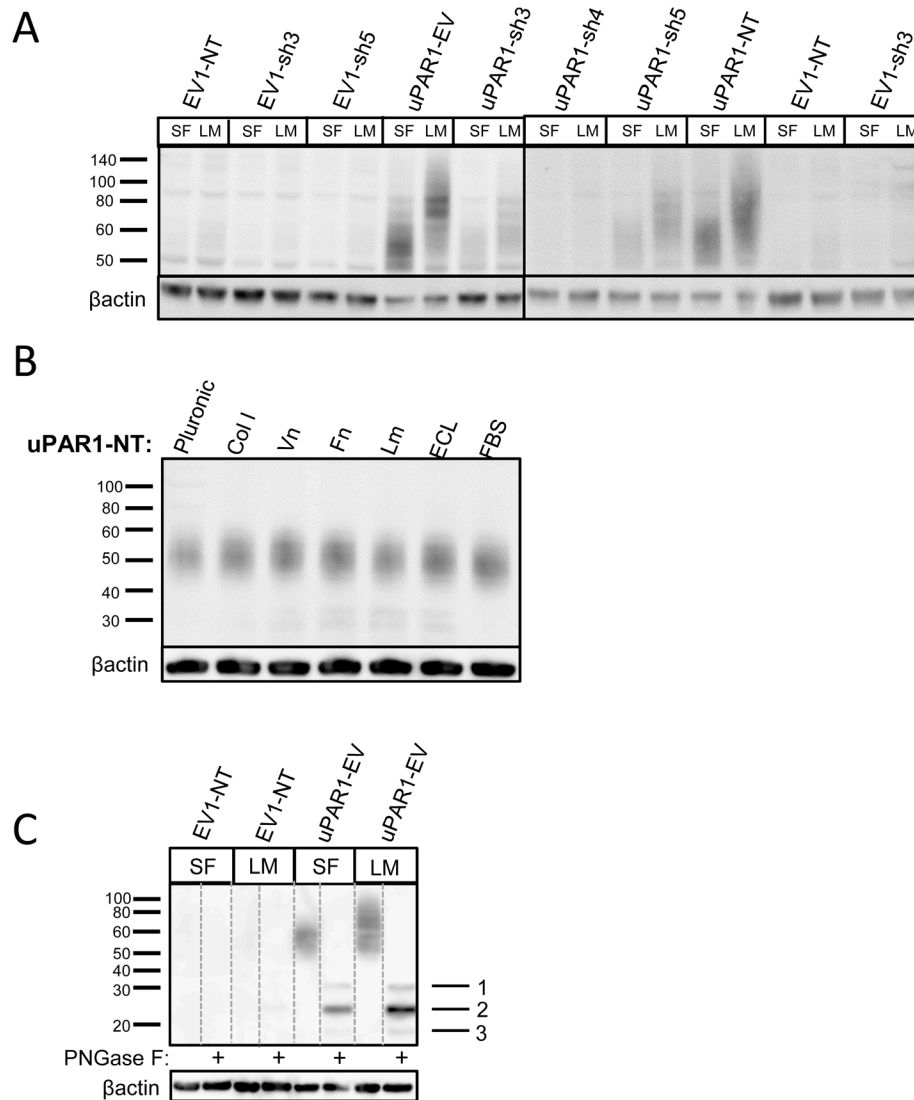 A
EV1-NT EV1-sh3 EV1-sh5 uPAR1-EV uPAR1-sh3 uPAR1-sh4 uPAR1-sh5 uPAR1-NT EV1-NT EV1-sh3
SF LM SF LM SF LM SF LM SF LM SF LM SF LM SF LM SF LM SF LM
140
100
80
60
50
βactin
B
uPAR1-NT: Pluronic Col I Vn Fn Lm ECL FBS
100
80
60
50
40
30
βactin
C
EV1-NT EV1-NT uPAR1-EV uPAR1-EV
SF LM SF LM
100
80
60
50
40
30 1
2
20 3
PNGase F: + + + +
βactin